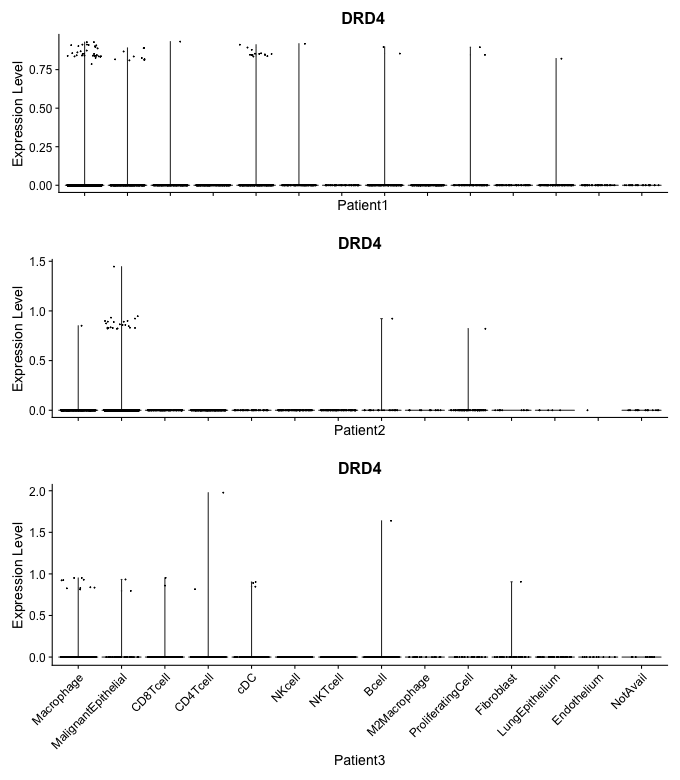 DRD4
Expression Level
0.75
0.50
0.25
0.00
Patient1
DRD4
Expression Level
1.5
1.0
0.5
0.0
Patient2
DRD4
Expression Level
2.0
1.5
1.0
0.5
0.0
Macrophage
MalignantEpithelial
CD8Tcell
CD4Tcell
cDC
NKcell
NKTcell
Bcell
M2Macrophage
ProliferatingCell
Fibroblast
LungEpithelium
Endothelium
NotAvail
Patient3